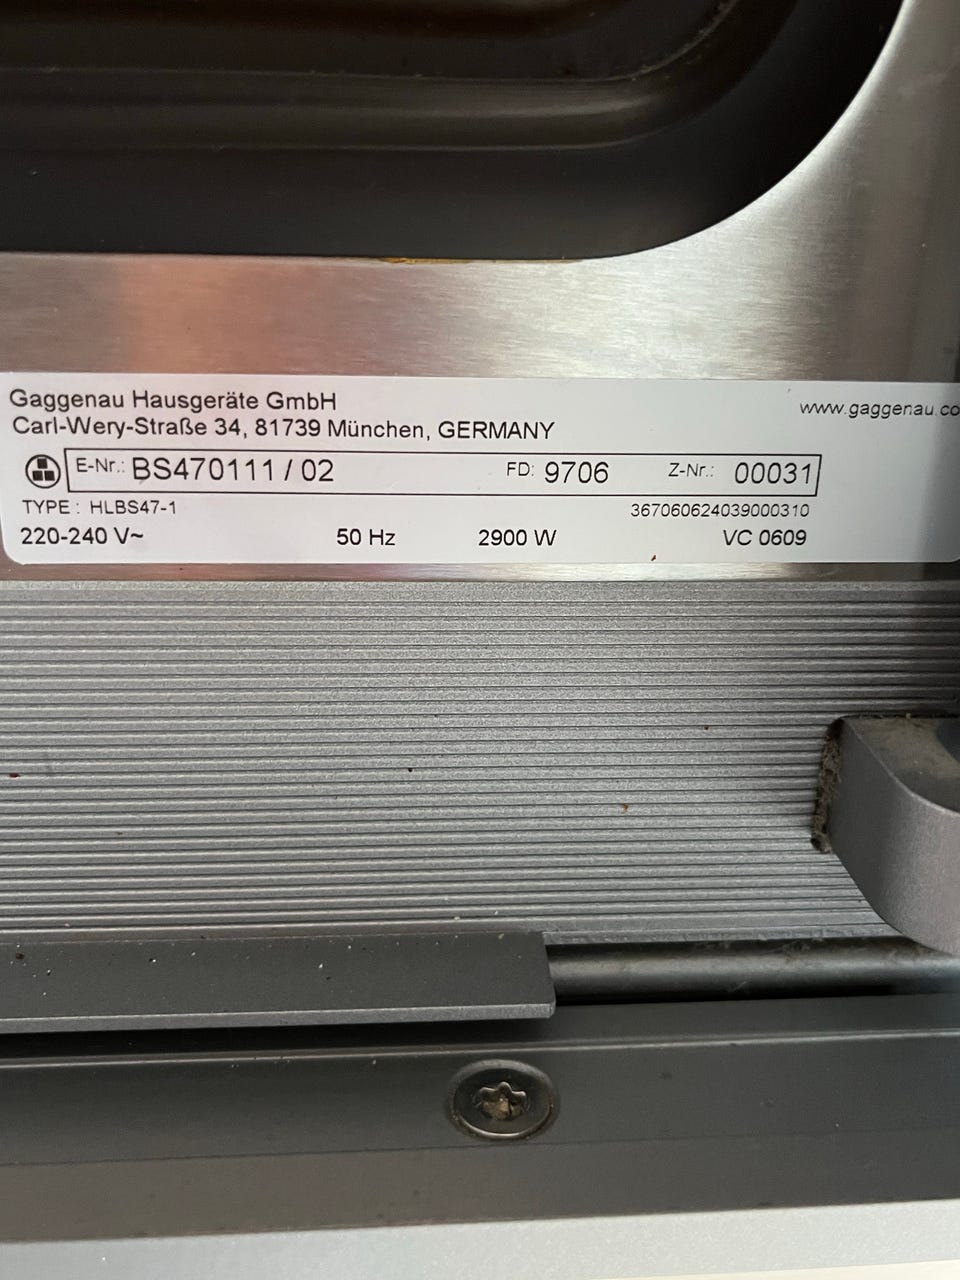 Gaggenau Hausgeräte GmbH
www.gaggenau.co
Carl-Wery-Straße 34, 81739 München, GERMANY
E-Nr.: BS470111 / 02 FD: 9706 Z-Nr.: 00031
TYPE : HLBS47-1 367060624039000310
220-240 V~ 50 Hz 2900 W VC 0609